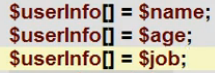 $userInfo[] = $name;
$userInfo[] = $age;
$userInfo[] = $job;